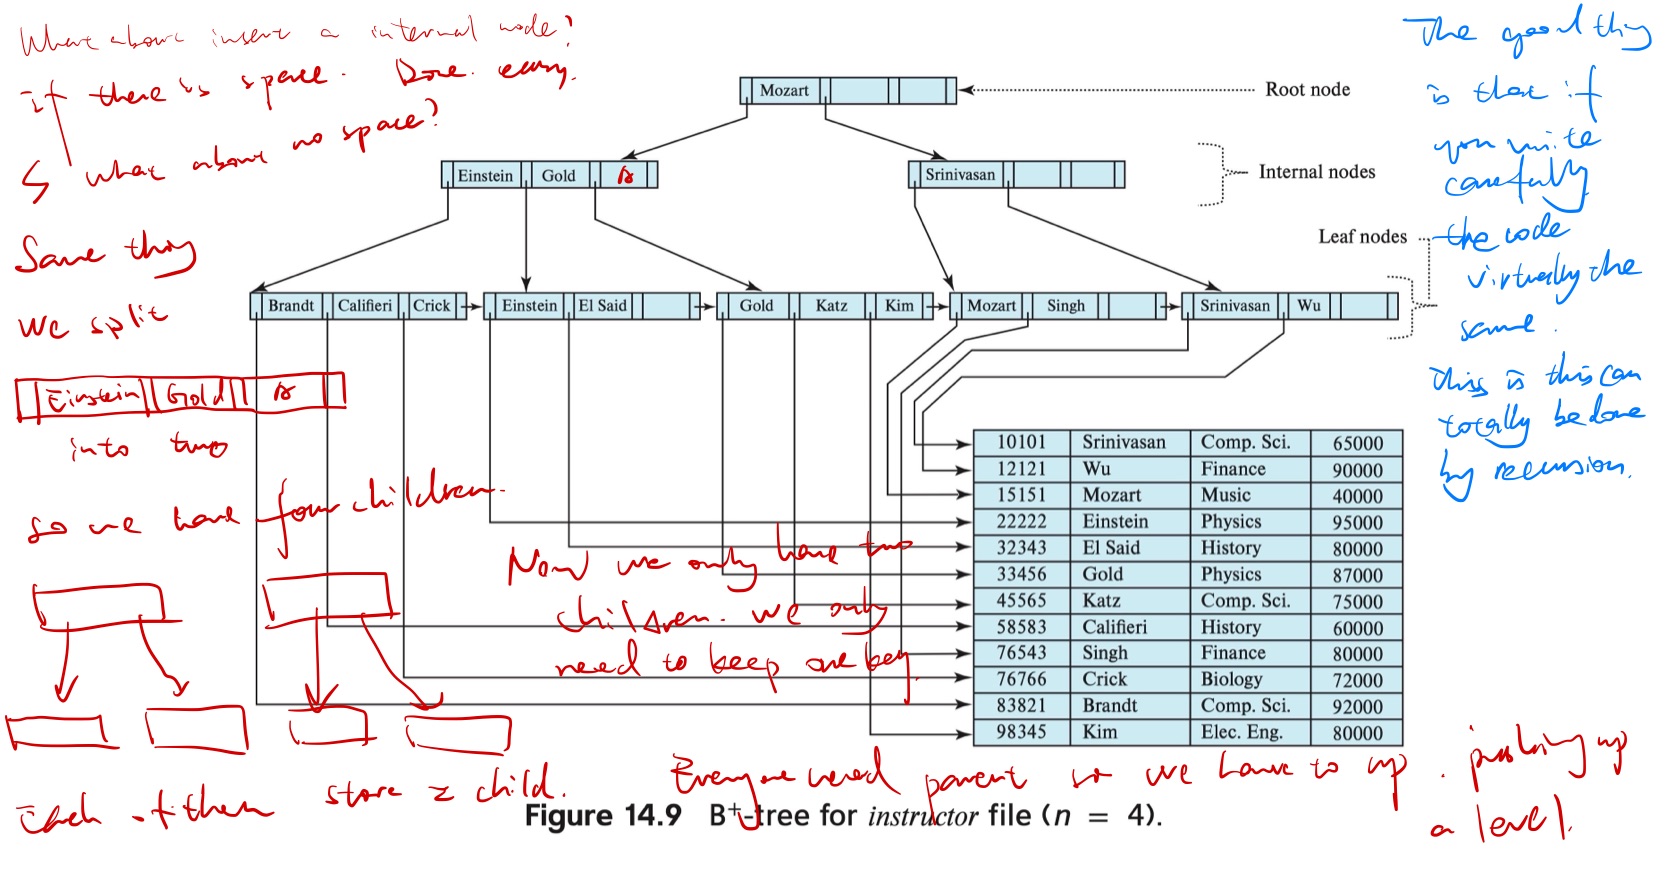 What about insert a internal node?
if there is space. Done. easy.
what about no space?
Same thing
we split
Einstein Gold
into two
so we have four children.
Each of them store 2 child.
Now we only have two
children. we only
need to keep one key
Everyone need parent so we have to up
pushing up
a level.
The good thing
is that if
you write
carefully
the code
virtually the
same.
This is this can
totally be done
by recursion.
Mozart
Root node
Einstein Gold
Srinivasan
Internal nodes
Leaf nodes
Brandt Califieri Crick
Einstein El Said
Gold Katz Kim
Mozart Singh
Srinivasan Wu
10101 Srinivasan Comp. Sci. 65000
12121 Wu Finance 90000
15151 Mozart Music 40000
22222 Einstein Physics 95000
32343 El Said History 80000
33456 Gold Physics 87000
45565 Katz Comp. Sci. 75000
58583 Califieri History 60000
76543 Singh Finance 80000
76766 Crick Biology 72000
83821 Brandt Comp. Sci. 92000
98345 Kim Elec. Eng. 80000
Figure 14.9 B+-tree for instructor file (n = 4).